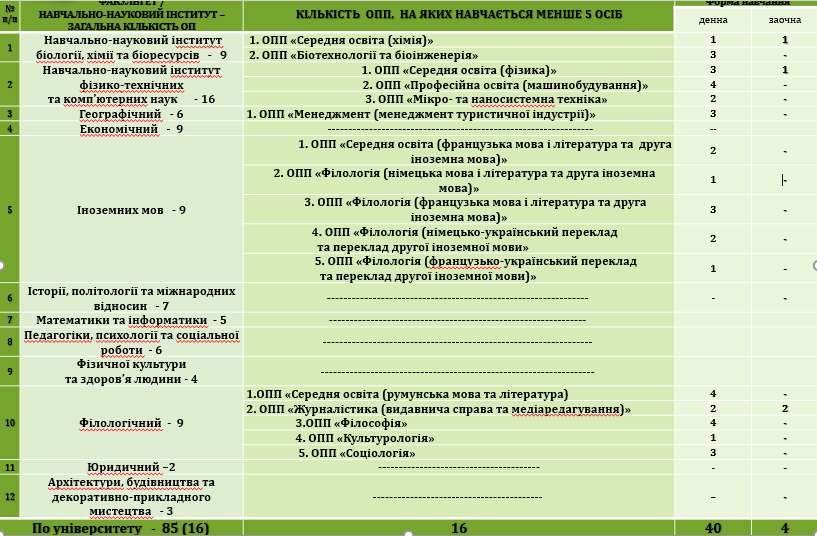 №
п/п
ФАКУЛЬТЕТ /
НАВЧАЛЬНО-НАУКОВИЙ ІНСТИТУТ –
ЗАГАЛЬНА КІЛЬКІСТЬ ОП
КІЛЬКІСТЬ ОПП, НА ЯКИХ НАВЧАЄТЬСЯ МЕНШЕ 5 ОСІБ
Форма навчання
денна
заочна
1
Навчально-науковий інститут
біології, хімії та біоресурсів - 9
1. ОПП «Середня освіта (хімія)» 1 1
2. ОПП «Біотехнології та біоінженерія» 3 -
2
Навчально-науковий інститут
фізико-технічних
та комп'ютерних наук - 16
1. ОПП «Середня освіта (фізика)» 3 1
2. ОПП «Професійна освіта (машинобудування)» 4 -
3. ОПП «Мікро- та наносистемна техніка» 2 -
3 Географічний - 6 1. ОПП «Менеджмент (менеджмент туристичної індустрії)» 3 -
4 Економічний - 9 -------------------------------------------------------- --
5 Іноземних мов - 9
1. ОПП «Середня освіта (французька мова і література та друга
іноземна мова)» 2 -
2. ОПП «Філологія (німецька мова і література та друга іноземна
мова)» 1 -
3. ОПП «Філологія (французька мова і література та друга
іноземна мова)» 3 -
4. ОПП «Філологія (німецько-український переклад
та переклад другої іноземної мови» 2 -
5. ОПП «Філологія (французько-український переклад
та переклад другої іноземної мови)» 1 -
6 Історії, політології та міжнародних
відносин - 7 -------------------------------------------------------- - -
7 Математики та інформатики - 5 --------------------------------------------------------
8 Педагогіки, психології та соціальної
роботи - 6 --------------------------------------------------------
9 Фізичної культури
та здоров'я людини - 4 --------------------------------------------------------
10 Філологічний - 9
1.ОПП «Середня освіта (румунська мова та література) 4 -
2. ОПП «Журналістика (видавнича справа та медіаредагування)» 2 2
3.ОПП «Філософія» 4 -
4. ОПП «Культурологія» 1 -
5. ОПП «Соціологія» 3 -
11 Юридичний –2 ---------------------------------- - -
12 Архітектури, будівництва та
декоративно-прикладного
мистецтва - 3 ------------------------------------ – -
По університету - 85 (16) 16 40 4